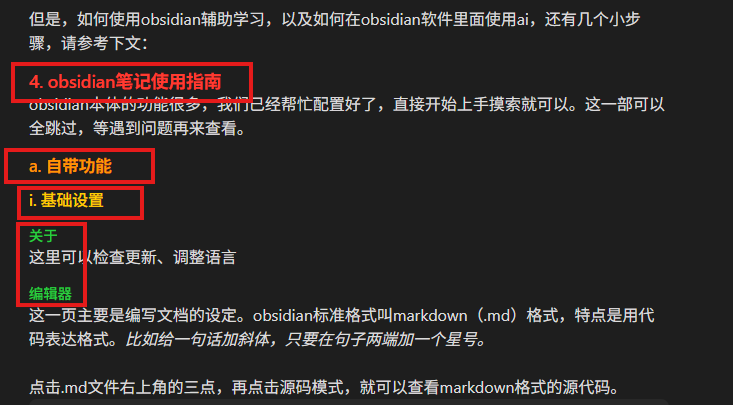 但是，如何使用obsidian辅助学习，以及如何在obsidian软件里面使用ai，还有几个小步
骤，请参考下文：
4. obsidian笔记使用指南
obsidian本体的功能很多，我们已经帮忙配置好了，直接开始上手摸索就可以。这一部可以
全跳过，等遇到问题再来查看。
a. 自带功能
i. 基础设置
关于
这里可以检查更新、调整语言
编辑器
这一页主要是编写文档的设定。obsidian标准格式叫markdown（.md）格式，特点是用代
码表达格式。比如给一句话加斜体，只要在句子两端加一个星号。
点击.md文件右上角的三点，再点击源码模式，就可以查看markdown格式的源代码。